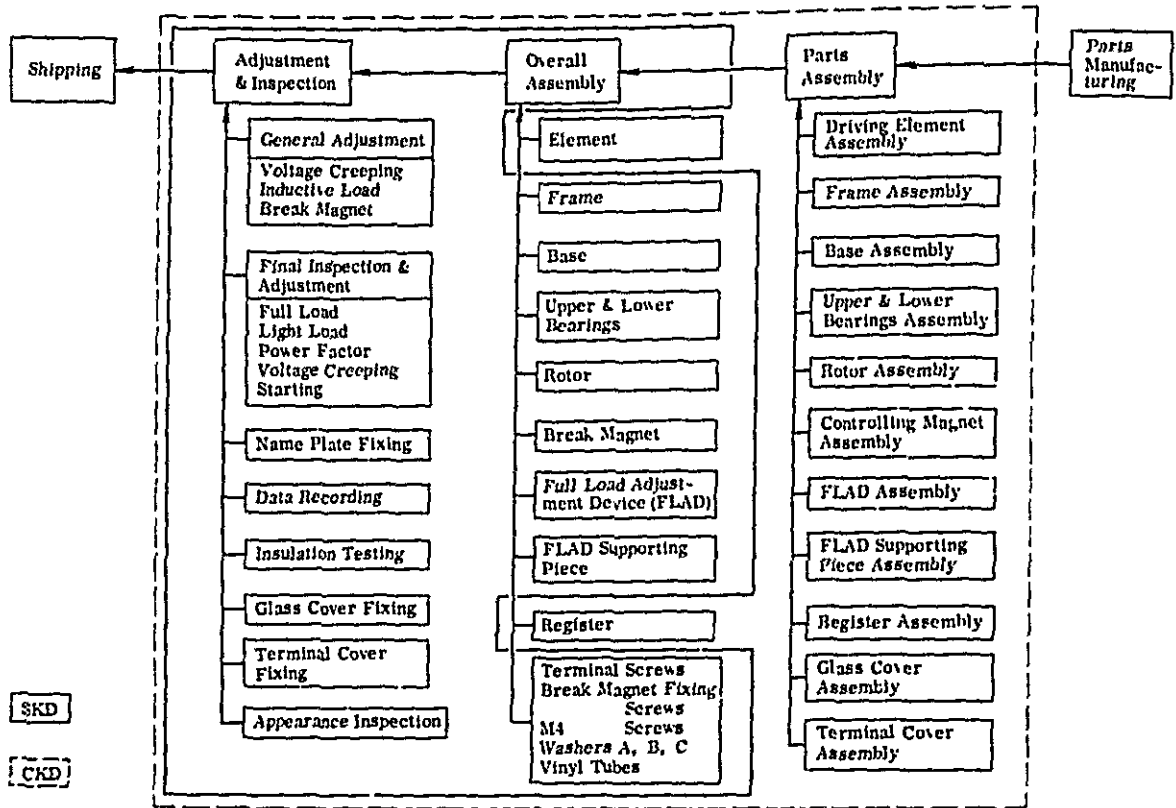 Shipping
Adjustment
& Inspection
Overall
Assembly
Parts
Assembly
Parts
Manufac-
turing
General Adjustment
Voltage Creeping
Inductive Load
Break Magnet
Final Inspection &
Adjustment
Full Load
Light Load
Power Factor
Voltage Creeping
Starting
Name Plate Fixing
Data Recording
Insulation Testing
Glass Cover Fixing
Terminal Cover
Fixing
Appearance Inspection
Element
Frame
Base
Upper & Lower
Bearings
Rotor
Break Magnet
Full Load Adjust-
ment Device (FLAD)
FLAD Supporting
Piece
Register
Terminal Screws
Break Magnet Fixing
Screws
M4 Screws
Washers A, B, C
Vinyl Tubes
Driving Element
Assembly
Frame Assembly
Base Assembly
Upper & Lower
Bearings Assembly
Rotor Assembly
Controlling Magnet
Assembly
FLAD Assembly
FLAD Supporting
Piece Assembly
Register Assembly
Glass Cover
Assembly
Terminal Cover
Assembly
SKD
CKD